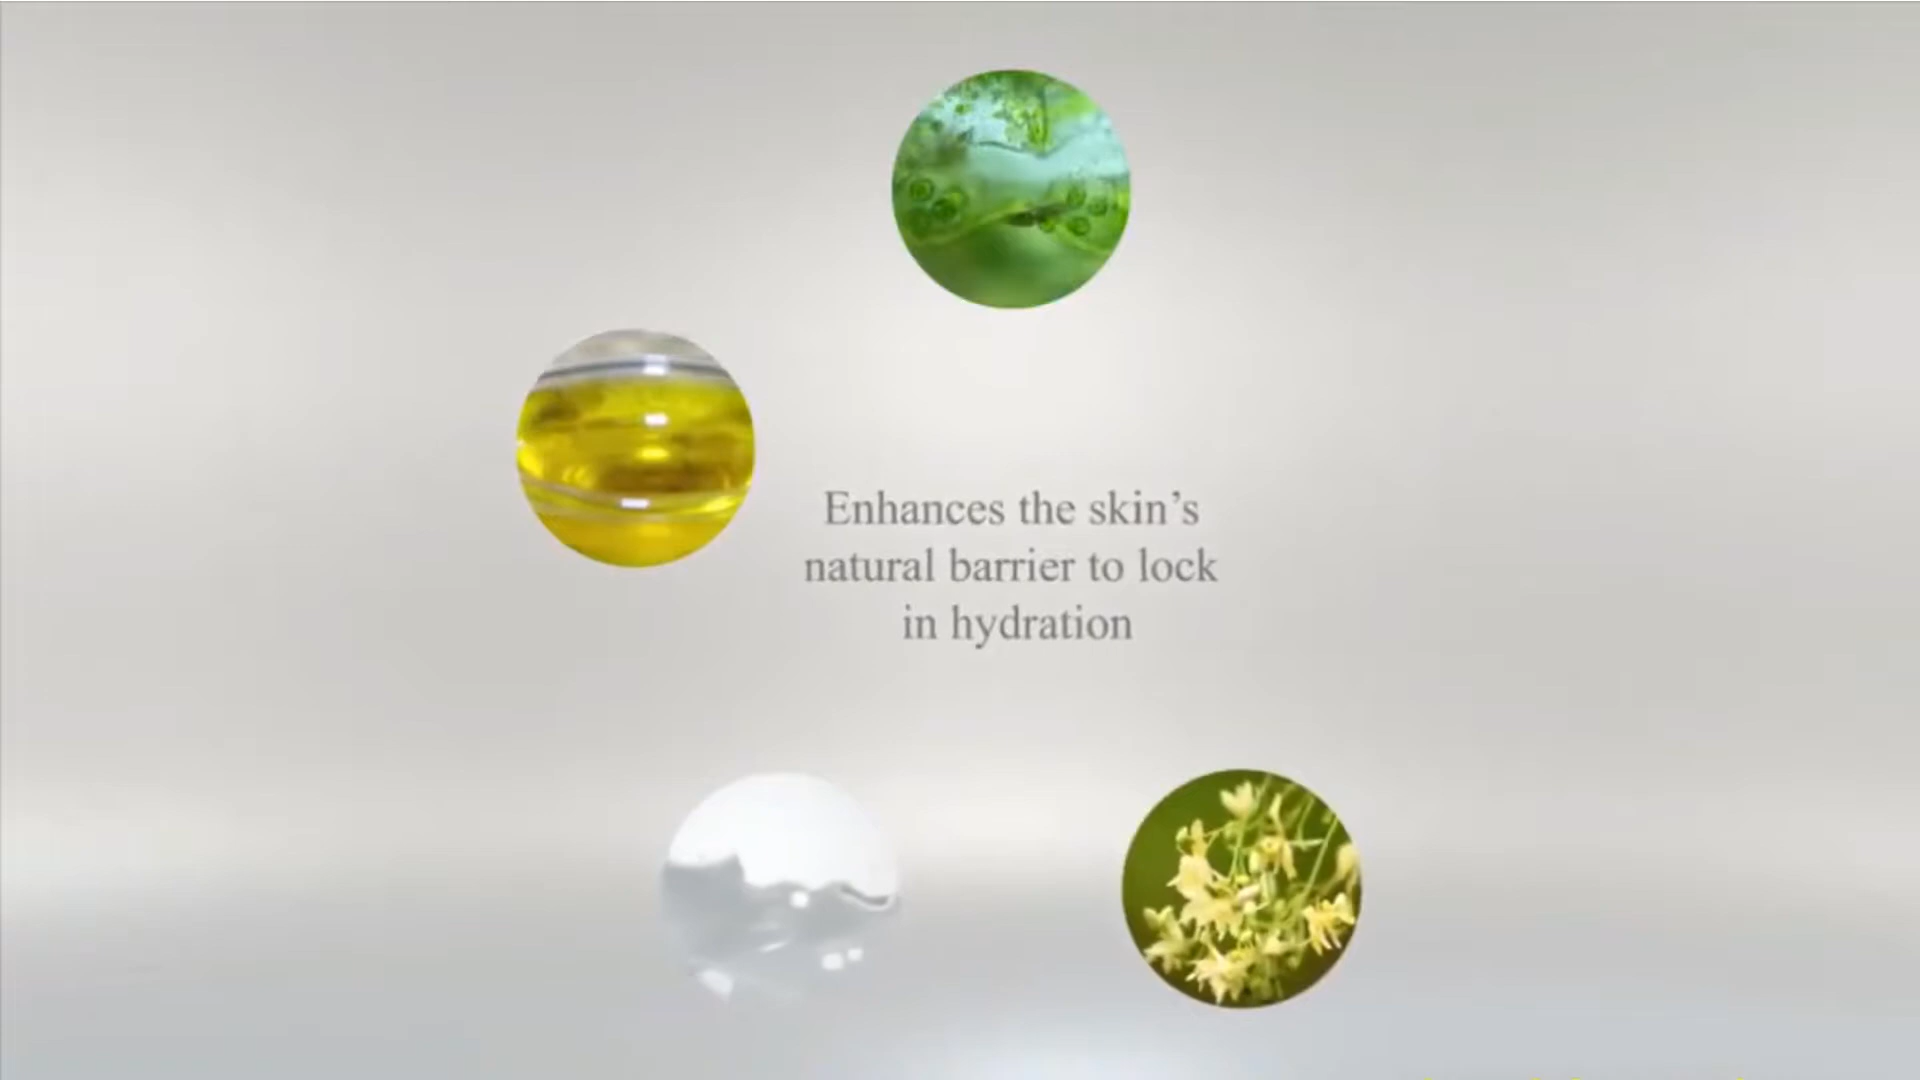 Enhances the skin’s
natural barrier to lock
in hydration